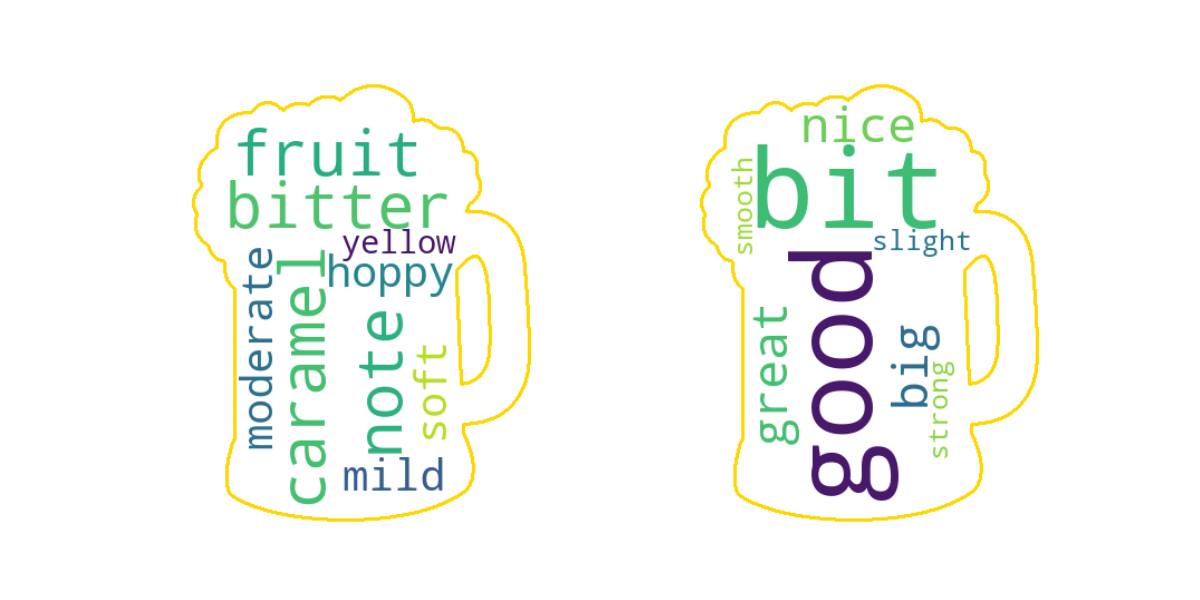 fruit
bitter
yellow
hoppy
moderate
caramel
note
soft
mild
nice
bit
smooth
slight
good
great
big
strong